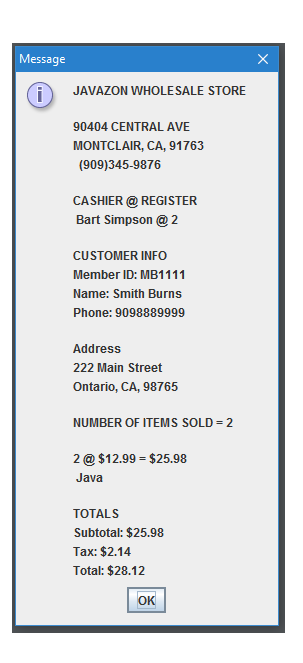 Message
JAVAZON WHOLESALE STORE
90404 CENTRAL AVE
MONTCLAIR, CA, 91763
(909)345-9876
CASHIER @ REGISTER
Bart Simpson @ 2
CUSTOMER INFO
Member ID: MB1111
Name: Smith Burns
Phone: 9098889999
Address
222 Main Street
Ontario, CA, 98765
NUMBER OF ITEMS SOLD = 2
2 @ $12.99 = $25.98
Java
TOTALS
Subtotal: $25.98
Tax: $2.14
Total: $28.12
OK